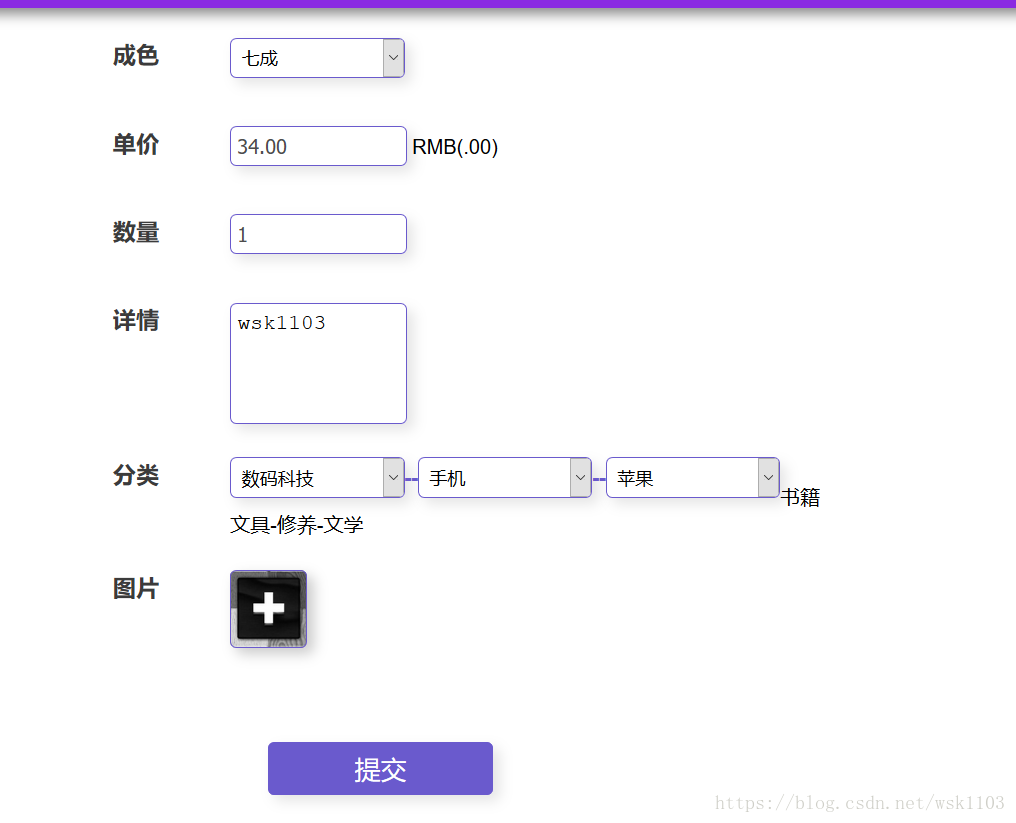 成色 七成
单价 34.00 RMB(.00)
数量 1
详情 wsk1103
分类 数码科技--手机--苹果 书籍
文具-修养-文学
图片
提交
https://blog.csdn.net/wsk1103